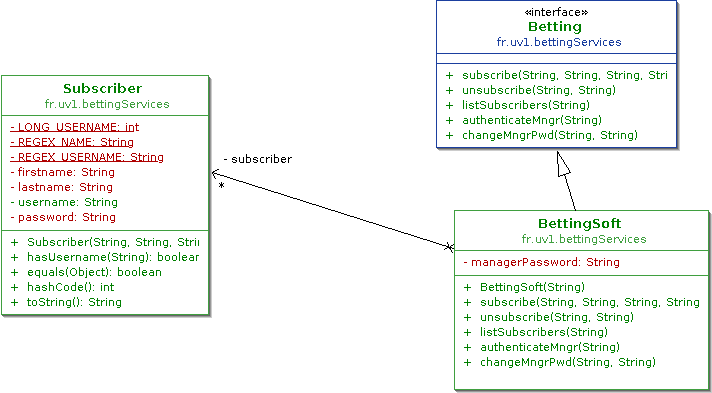 «interface»
Betting
fr.uv1.bettingServices
+ subscribe(String, String, String, Stri
+ unsubscribe(String, String)
+ listSubscribers(String)
+ authenticateMngr(String)
+ changeMngrPwd(String, String)
Subscriber
fr.uv1.bettingServices
- LONG_USERNAME: int
- REGEX_NAME: String
- REGEX_USERNAME: String
- firstname: String
- lastname: String
- username: String
- password: String
+ Subscriber(String, String, Strin
+ hasUsername(String): boolean
+ equals(Object): boolean
+ hashCode(): int
+ toString(): String
- subscriber
*
BettingSoft
fr.uv1.bettingServices
- managerPassword: String
+ BettingSoft(String)
+ subscribe(String, String, String, String
+ unsubscribe(String, String)
+ listSubscribers(String)
+ authenticateMngr(String)
+ changeMngrPwd(String, String)